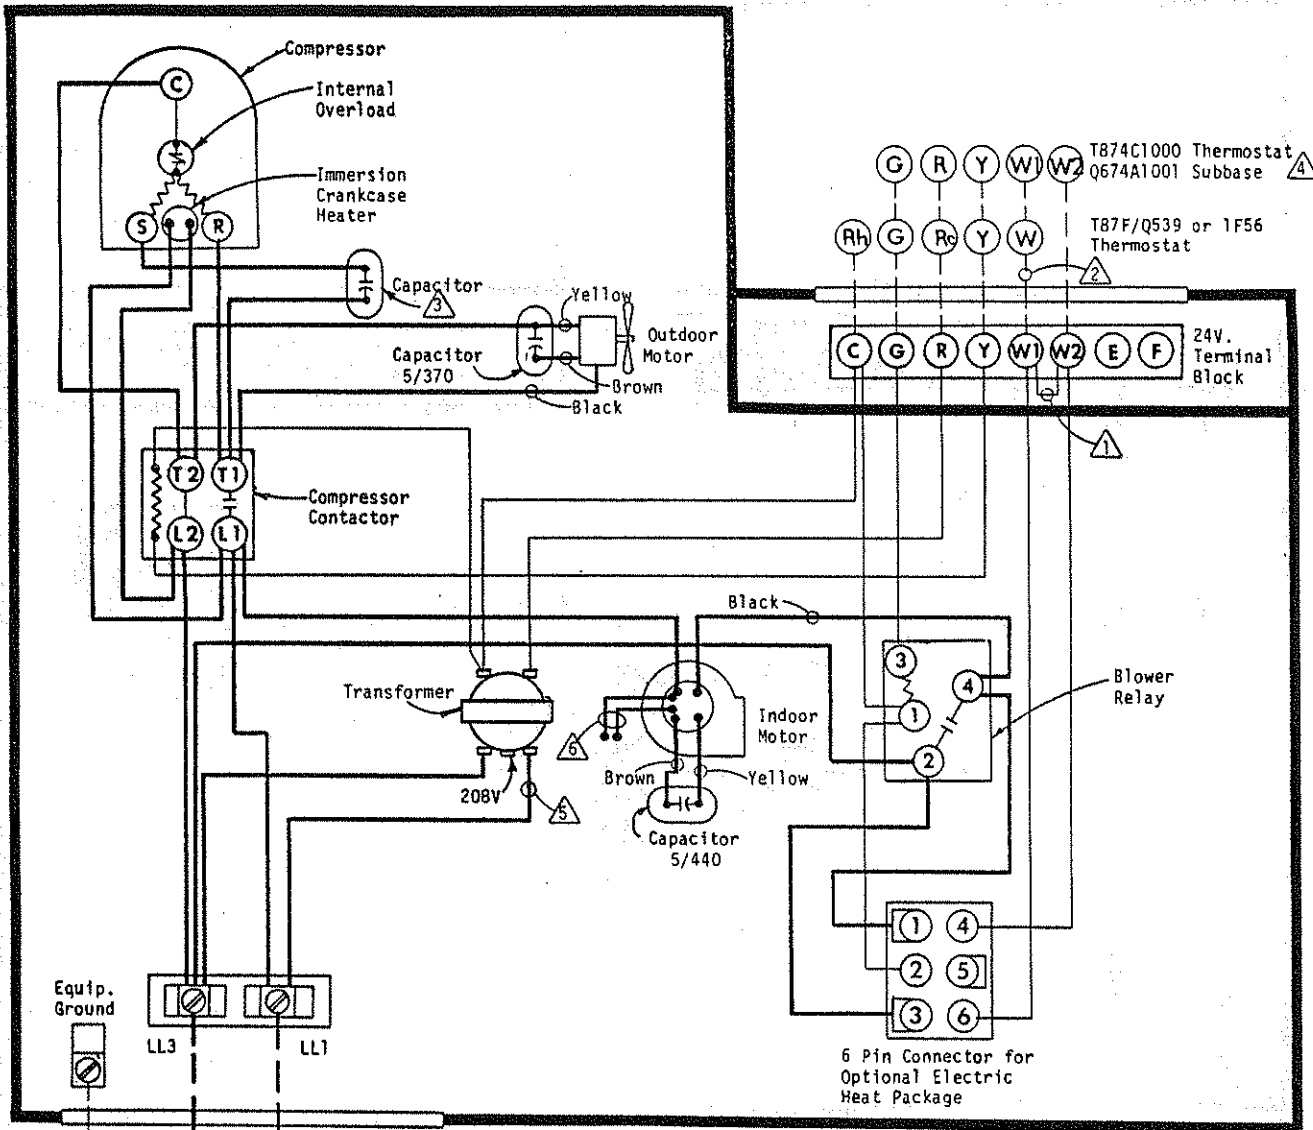 Compressor
C
Internal
Overload
Immersion
Crankcase
Heater
S
R
G R Y W1 W2
T874C1000 Thermostat
Q674A1001 Subbase
4
Rh G Rc Y W
T87F/Q539 or 1F56
Thermostat
2
Capacitor
3
Yellow
Outdoor
Motor
Capacitor
5/370
Brown
Black
C G R Y W1 W2 E F
24V.
Terminal
Block
1
T2 T1
L2 L1
Compressor
Contactor
Black
Transformer
208V
5
6
Indoor
Motor
Brown
Yellow
Capacitor
5/440
3
4
1
2
Blower
Relay
1 4
2 5
3 6
6 Pin Connector for
Optional Electric
Heat Package
Equip.
Ground
LL3
LL1